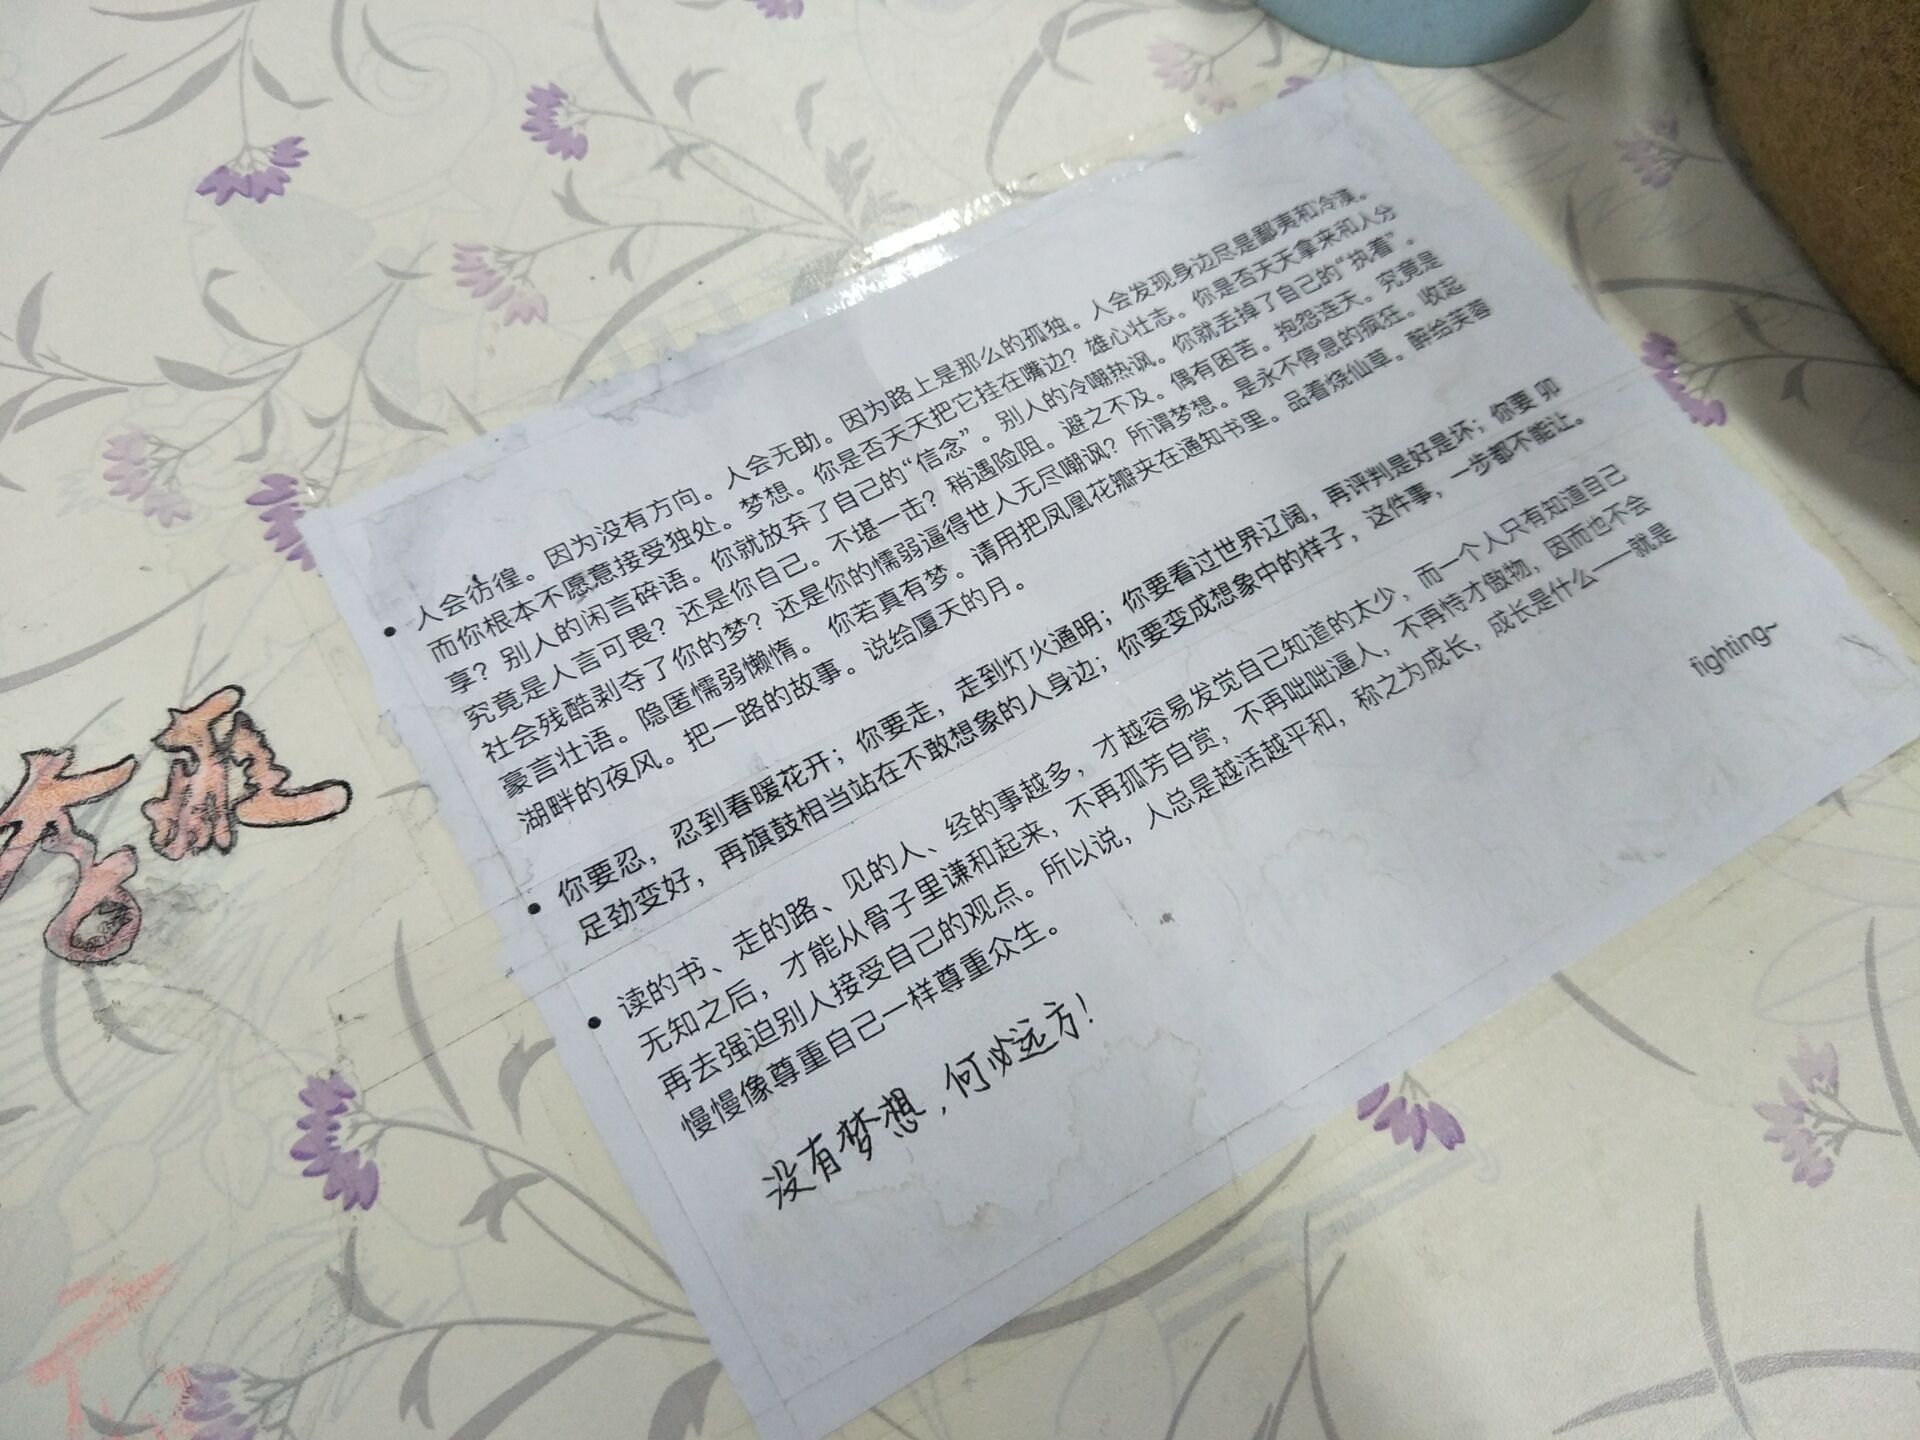 人会彷徨。因为没有方向。人会无助。因为路上是那么的孤独。人会发现身边尽是鄙夷和冷漠。
而你根本不愿意接受独处。梦想。你是否天天把它挂在嘴边？雄心壮志。你是否天天拿来和人分
享？别人的闲言碎语。你就放弃了自己的“信念”。别人的冷嘲热讽。你就丢掉了自己的“执着”。
究竟是人言可畏？还是你自己。不堪一击？稍遇险阻。避之不及。偶有困苦。抱怨连天。究竟是
社会残酷剥夺了你的梦？还是你的懦弱逼得世人无尽嘲讽？所谓梦想。是永不停息的疯狂。收起
豪言壮语。隐匿懦弱懒惰。你若真有梦。请用把凤凰花瓣夹在通知书里。品着烧仙草。醉给芙蓉
湖畔的夜风。把一路的故事。说给厦天的月。
你要忍，忍到春暖花开；你要走，走到灯火通明；你要看过世界辽阔，再评判是好是坏；你要 卯
足劲变好，再旗鼓相当站在不敢想象的人身边；你要变成想象中的样子，这件事，一步都不能让。
读的书、走的路、见的人、经的事越多，才越容易发觉自己知道的太少，而一个人只有知道自己
无知之后，才能从骨子里谦和起来，不再孤芳自赏，不再咄咄逼人，不再恃才傲物，因而也不会
再去强迫别人接受自己的观点。所以说，人总是越活越平和，称之为成长，成长是什么——就是
慢慢像尊重自己一样尊重众生。
fighting~
没有梦想，何必远方！